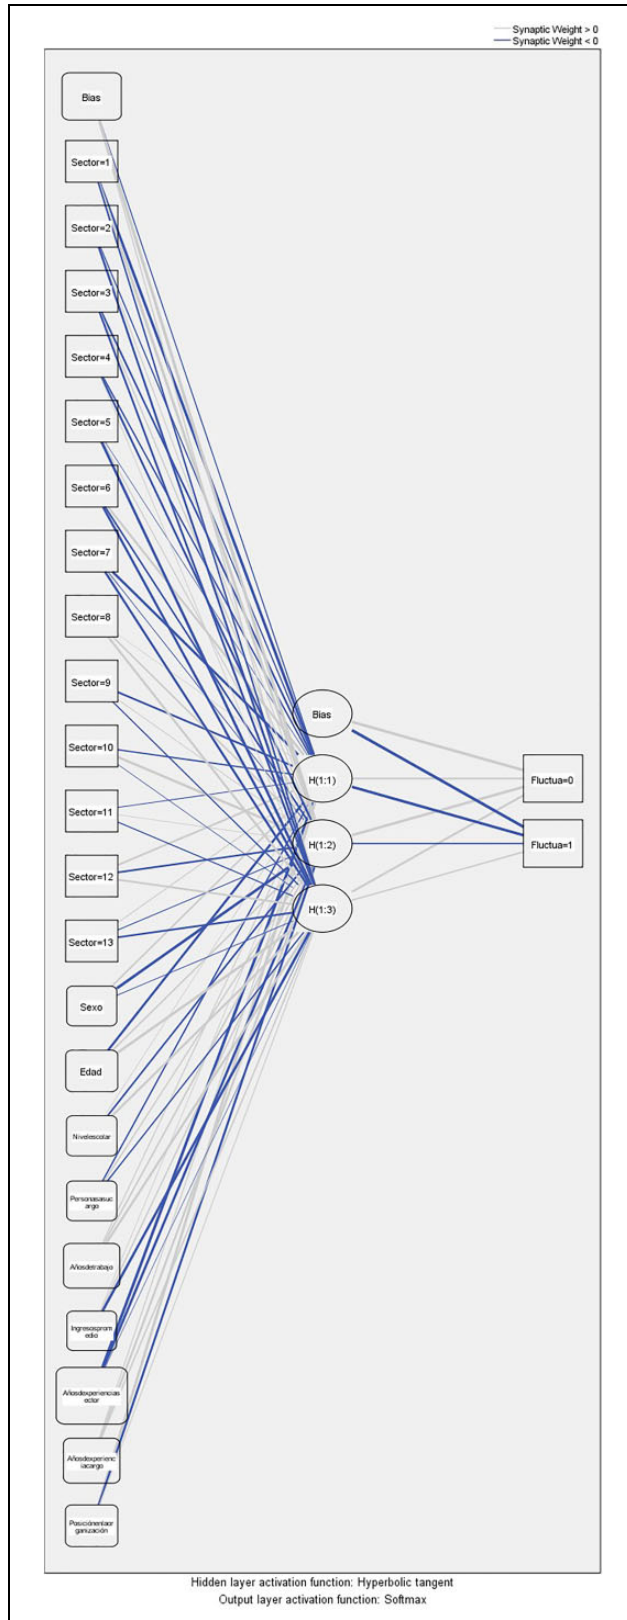 Synaptic Weight > 0
Synaptic Weight < 0
Bias
Sector=1
Sector=2
Sector=3
Sector=4
Sector=5
Sector=6
Sector=7
Sector=8
Sector=9
Bias
Sector=10
H(1:1)
Fluctua=0
Sector=11
H(1:2)
Fluctua=1
Sector=12
H(1:3)
Sector=13
Sexo
Edad
Nivelescolar
Personasasuc
argo
Añosdetrabajo
Ingresosprom
edio
Añosdexperienciass
ector
Añosdexperienc
iacargo
Posiciónenlaor
ganización
Hidden layer activation function: Hyperbolic tangent
Output layer activation function: Softmax